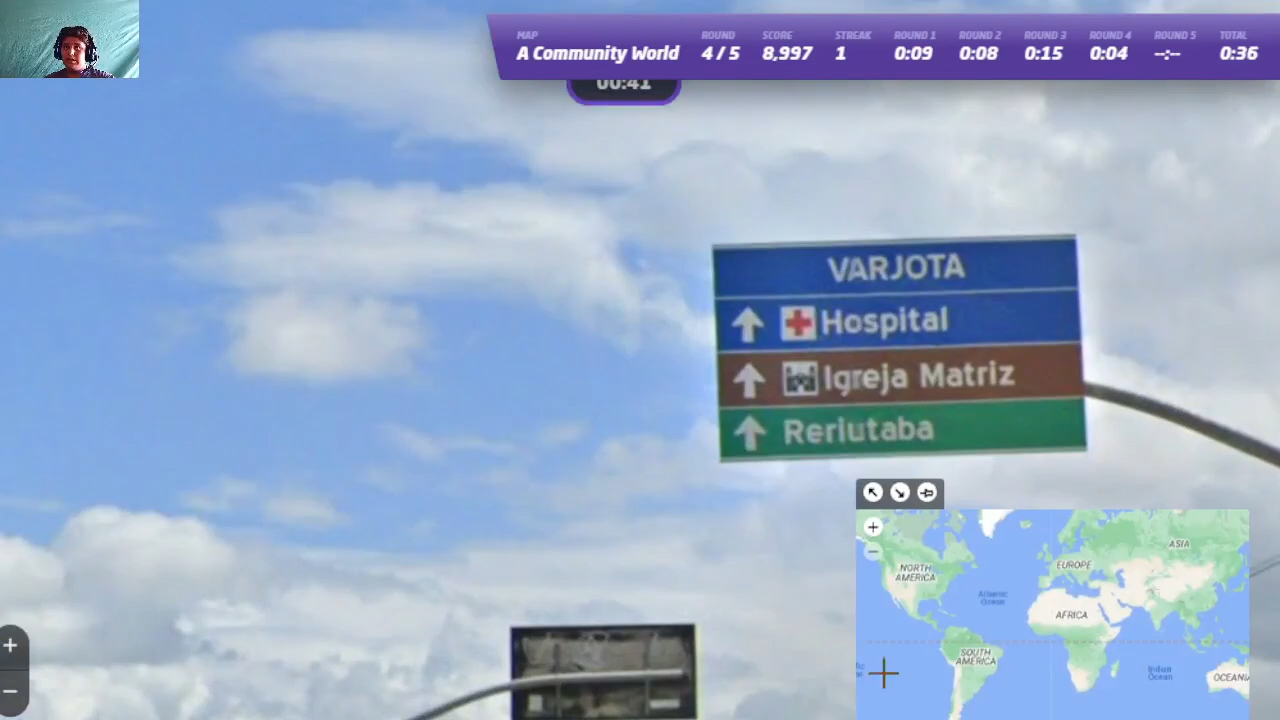 MAP
A Community World
ROUND
4 / 5
SCORE
8,997
STREAK
1
ROUND 1
0:09
ROUND 2
0:08
ROUND 3
0:15
ROUND 4
0:04
ROUND 5
--:--
TOTAL
0:36
00:41
VARJOTA
Hospital
Igreja Matriz
Reriutaba
NORTH
AMERICA
Atlantic
Ocean
EUROPE
ASIA
AFRICA
SOUTH
AMERICA
Indian
Ocean
OCEANIA